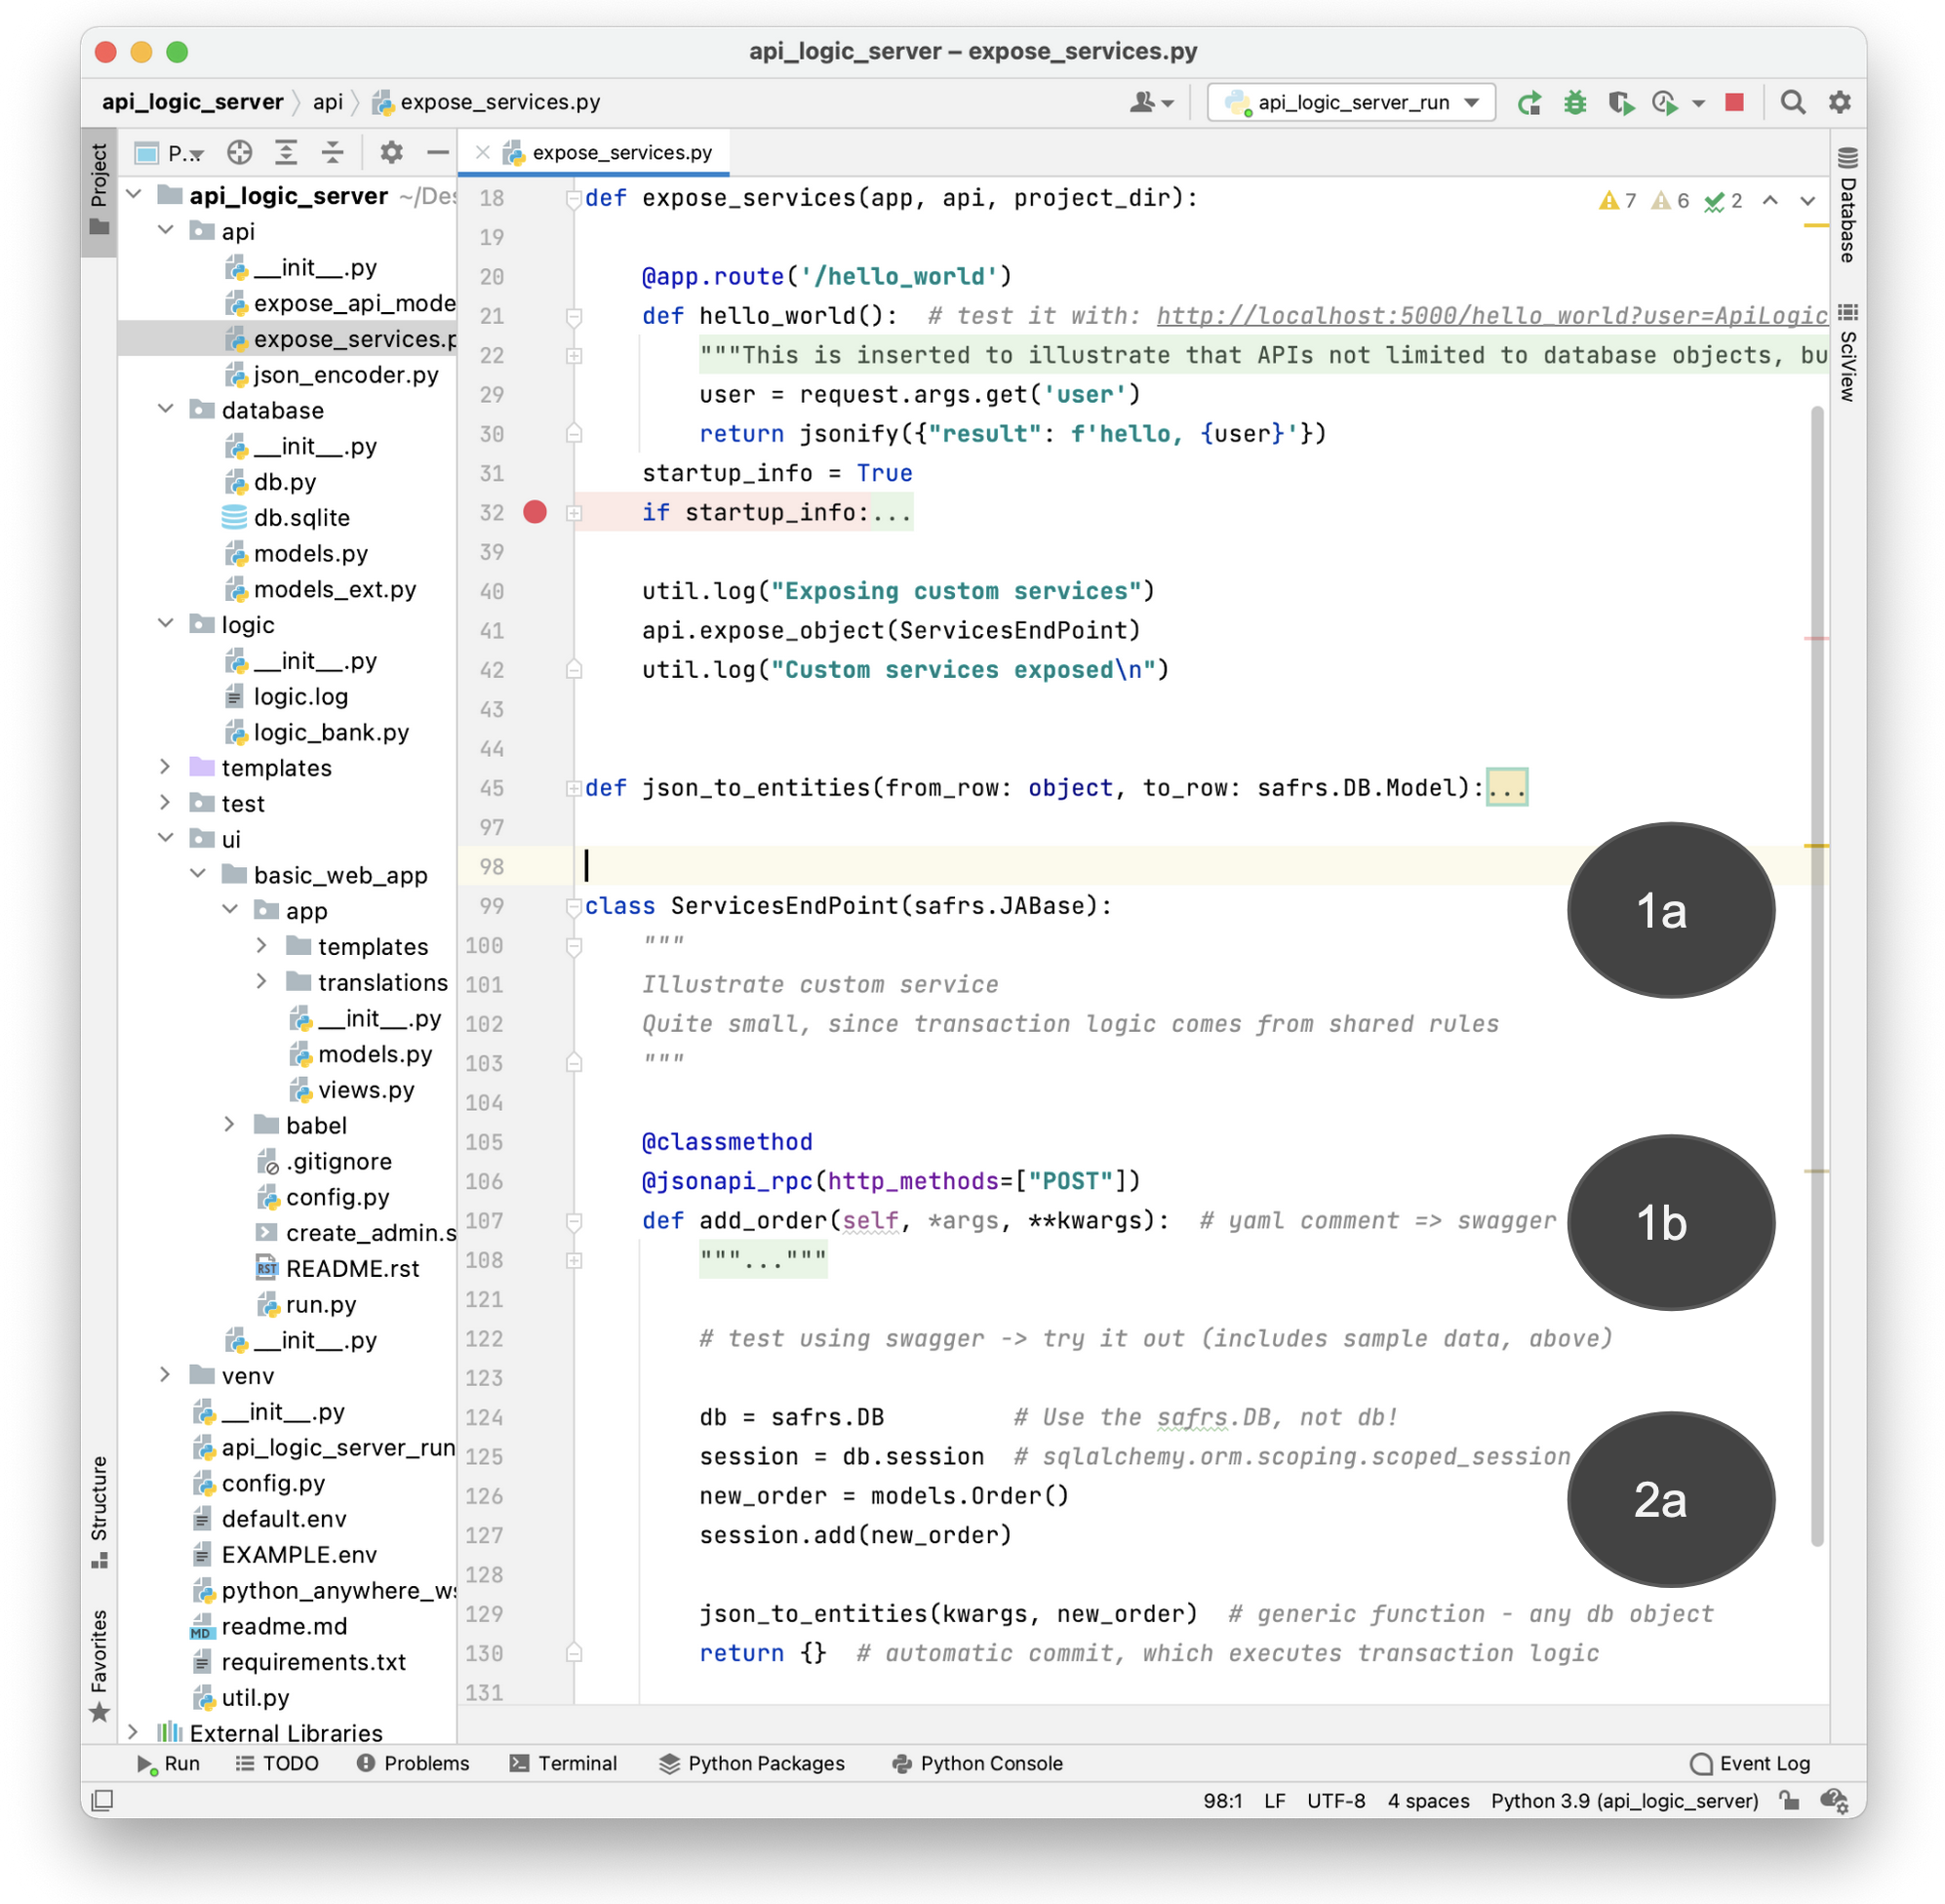 api_logic_server – expose_services.py
api_logic_server 〉 api 〉 expose_services.py
api_logic_server_run
Project
P...
expose_services.py
api_logic_server ~/Des
api
__init__.py
expose_api_mode
expose_services.p
json_encoder.py
database
__init__.py
db.py
db.sqlite
models.py
models_ext.py
logic
__init__.py
logic.log
logic_bank.py
templates
test
ui
basic_web_app
app
templates
translations
__init__.py
models.py
views.py
babel
.gitignore
config.py
create_admin.s
RST README.rst
run.py
__init__.py
venv
__init__.py
api_logic_server_run
config.py
default.env
EXAMPLE.env
python_anywhere_ws
MD readme.md
requirements.txt
util.py
External Libraries
Structure
Favorites
7 6 2
18 def expose_services(app, api, project_dir):
19
20 @app.route('/hello_world')
21 def hello_world():  # test it with: http://localhost:5000/hello_world?user=ApiLogic
22 """This is inserted to illustrate that APIs not limited to database objects, bu
29 user = request.args.get('user')
30 return jsonify({"result": f'hello, {user}'})
31 startup_info = True
32 if startup_info:...
39
40 util.log("Exposing custom services")
41 api.expose_object(ServicesEndPoint)
42 util.log("Custom services exposed\n")
43
44
45 def json_to_entities(from_row: object, to_row: safrs.DB.Model):...
97
98
99 class ServicesEndPoint(safrs.JABase):
100 """
101 Illustrate custom service
102 Quite small, since transaction logic comes from shared rules
103 """
104
105 @classmethod
106 @jsonapi_rpc(http_methods=["POST"])
107 def add_order(self, *args, **kwargs):  # yaml comment => swagger
108 """..."""
121
122 # test using swagger -> try it out (includes sample data, above)
123
124 db = safrs.DB         # Use the safrs.DB, not db!
125 session = db.session  # sqlalchemy.orm.scoping.scoped_session
126 new_order = models.Order()
127 session.add(new_order)
128
129 json_to_entities(kwargs, new_order)  # generic function - any db object
130 return {}  # automatic commit, which executes transaction logic
131
1a
1b
2a
Database
SciView
Run TODO Problems Terminal Python Packages Python Console Event Log
98:1 LF UTF-8 4 spaces Python 3.9 (api_logic_server)